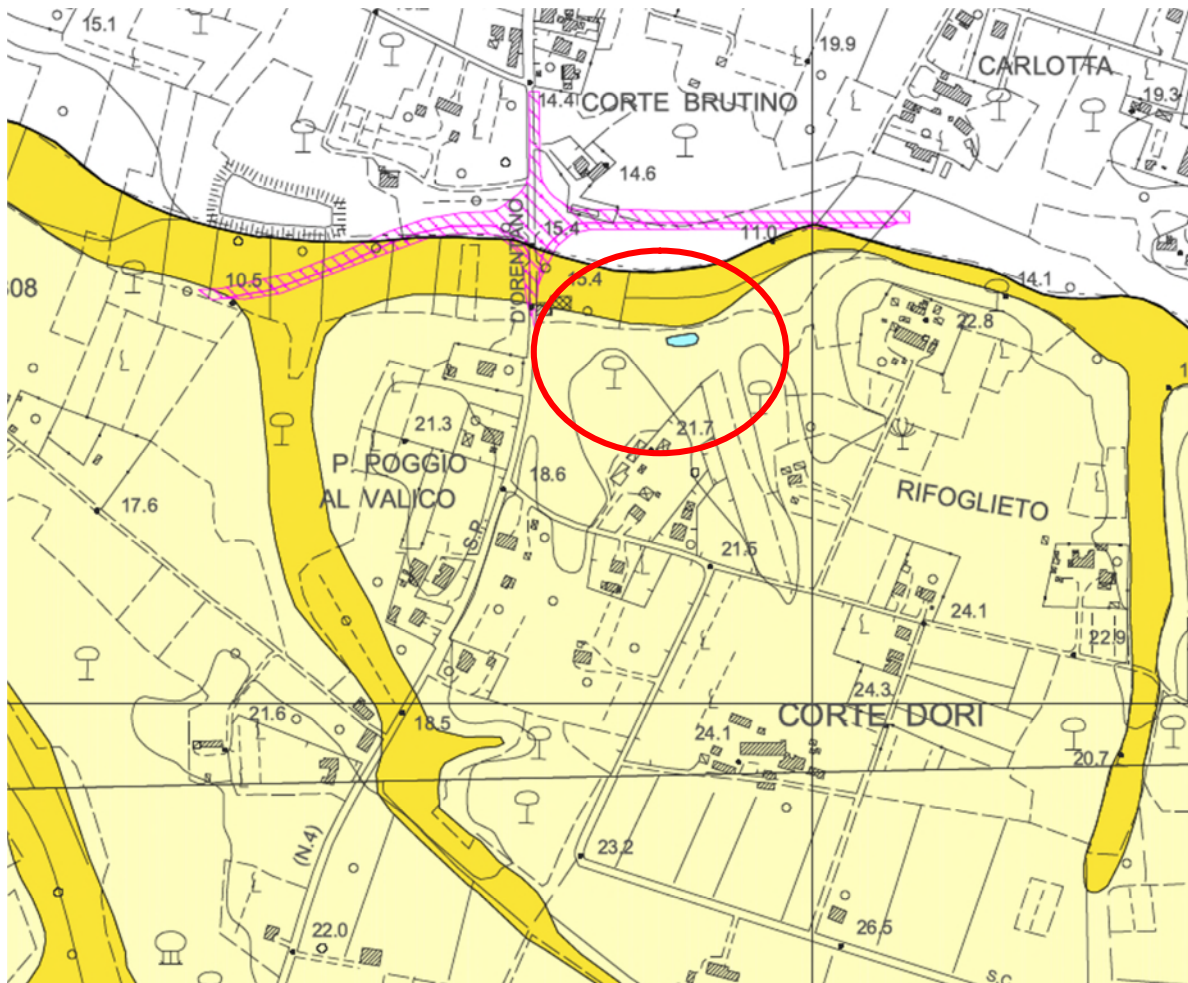 15.1
19.9
CARLOTTA
19.3
14.4
CORTE BRUTINO
14.6
D'ORENTANO
15.4
11.0
10.5
15.4
14.1
08
22.8
21.3
21.7
P. POGGIO
AL VALICO
18.6
S.P.
RIFOGLIETO
17.6
21.5
24.1
22.9
24.3
21.6
18.5
CORTE DORI
24.1
20.7
(N.4)
23.2
22.0
26.5
S.C.